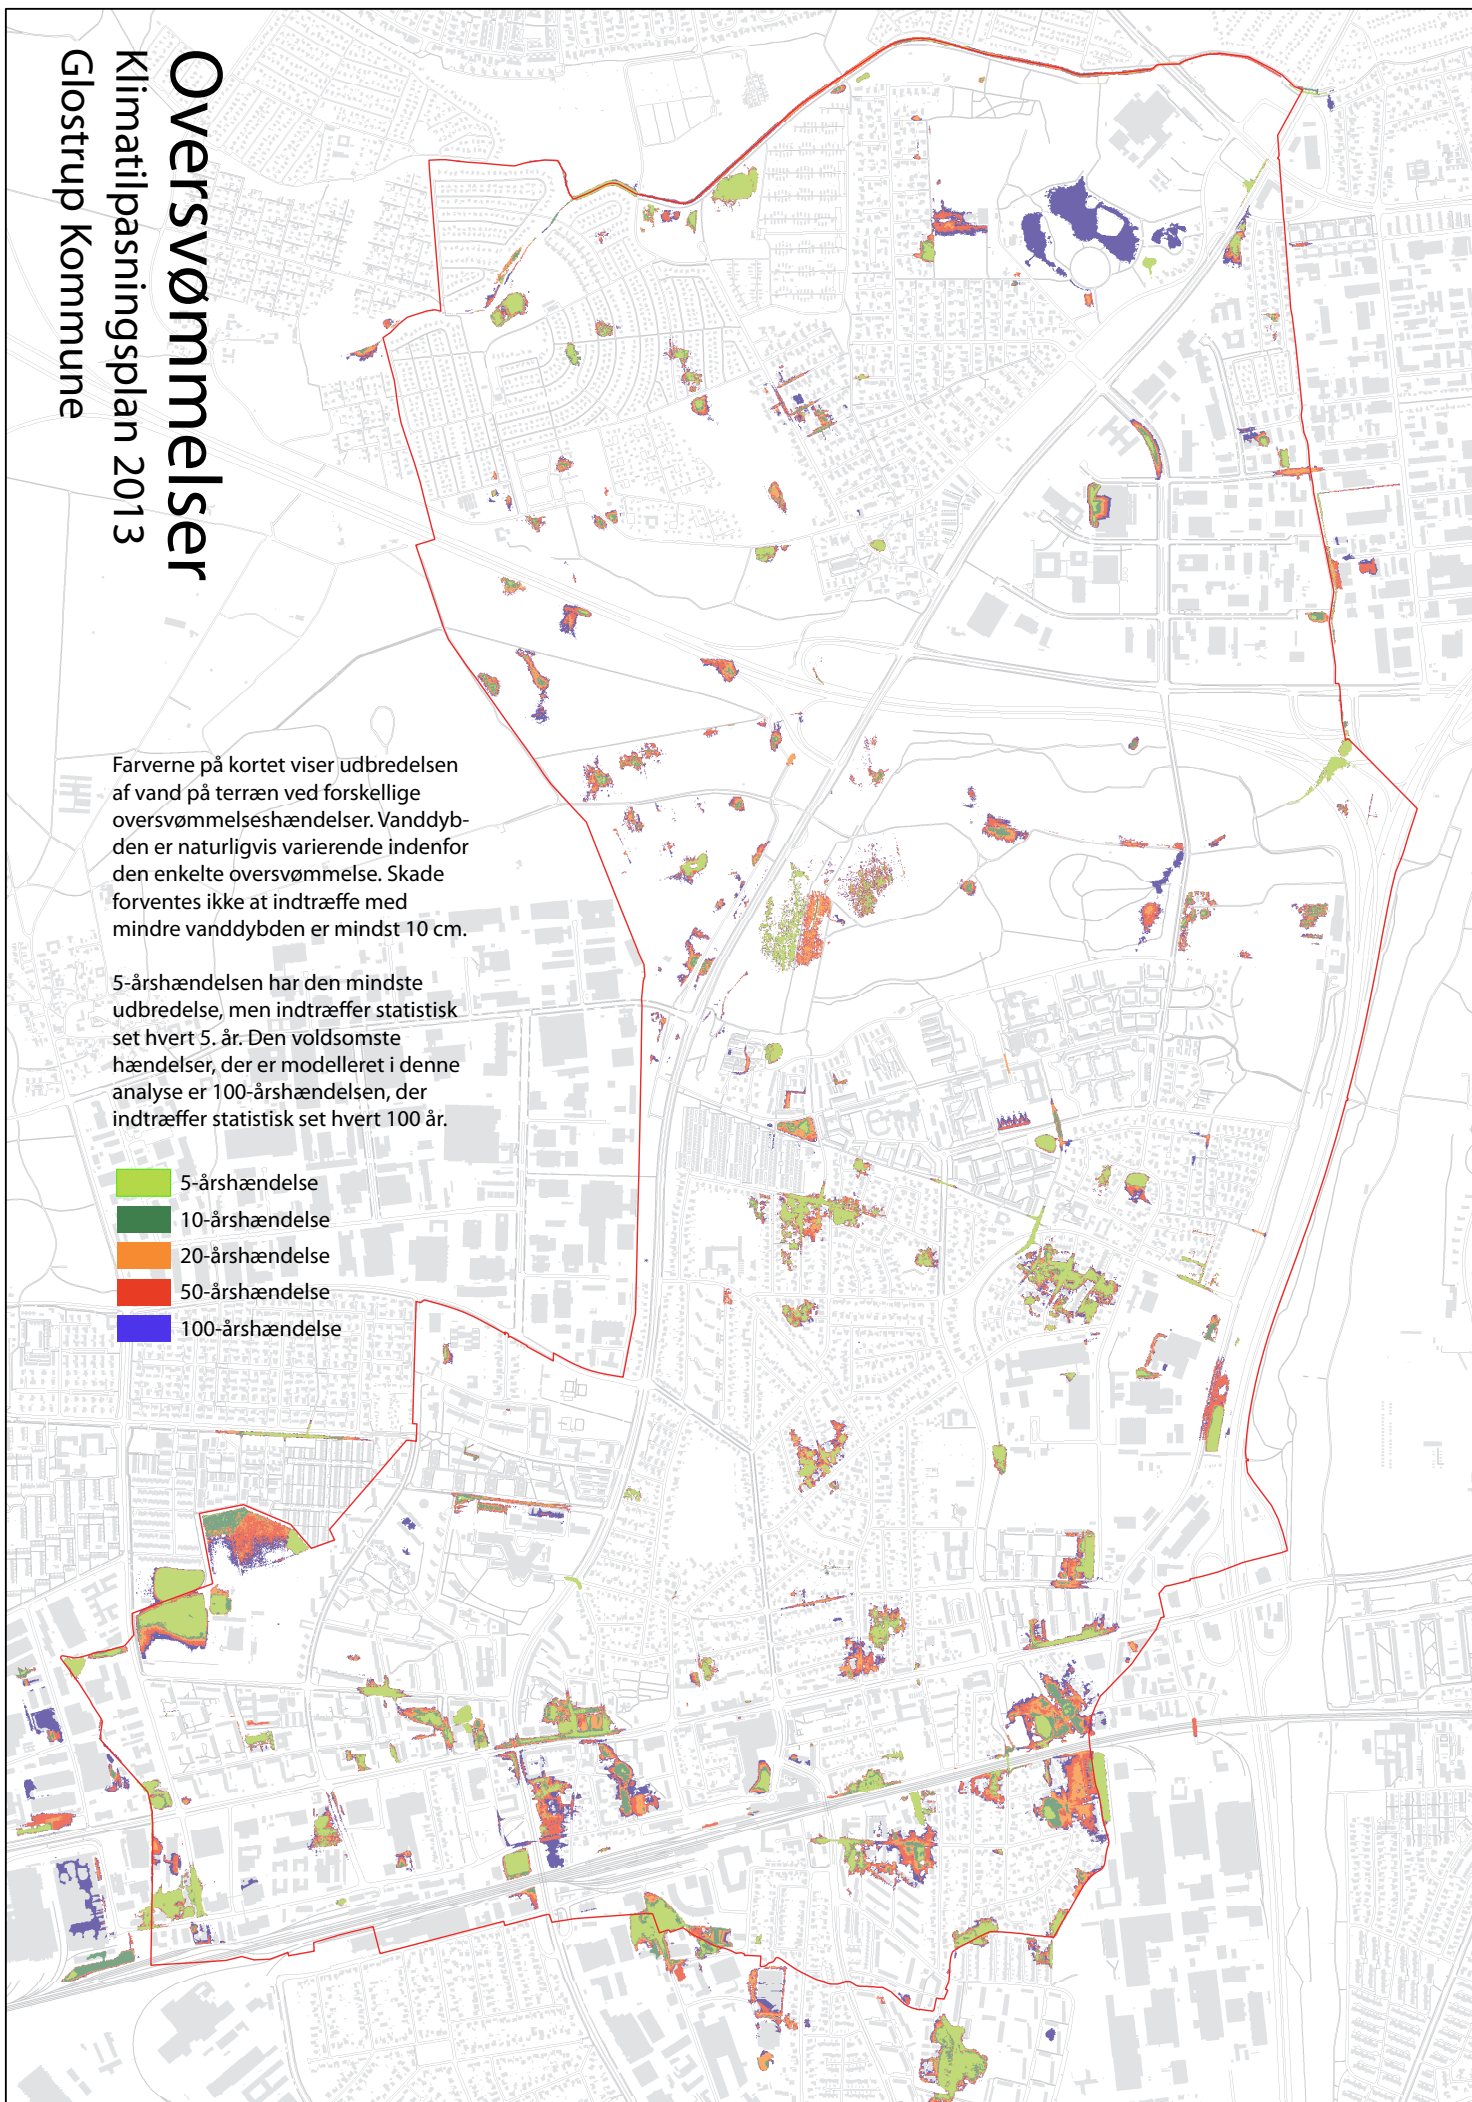 Oversvømmelser
Klimatilpasningsplan 2013
Glostrup Kommune
Farverne på kortet viser udbredelsen
af vand på terræn ved forskellige
oversvømmelseshændelser. Vanddyb-
den er naturligvis varierende indenfor
den enkelte oversvømmelse. Skade
forventes ikke at indtræffe med
mindre vanddybden er mindst 10 cm.
5-årshændelsen har den mindste
udbredelse, men indtræffer statistisk
set hvert 5. år. Den voldsomste
hændelser, der er modelleret i denne
analyse er 100-årshændelsen, der
indtræffer statistisk set hvert 100 år.
5-årshændelse
10-årshændelse
20-årshændelse
50-årshændelse
100-årshændelse